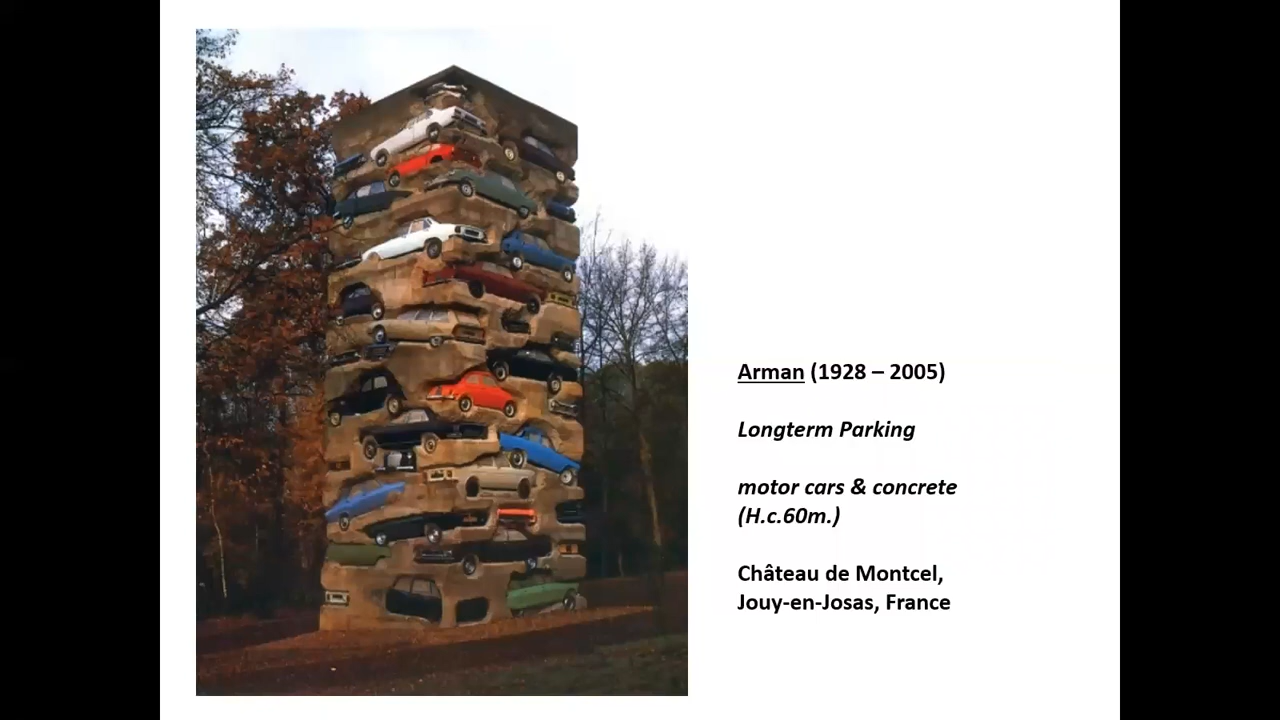 Arman (1928 – 2005)
Longterm Parking
motor cars & concrete
(H.c.60m.)
Château de Montcel,
Jouy-en-Josas, France